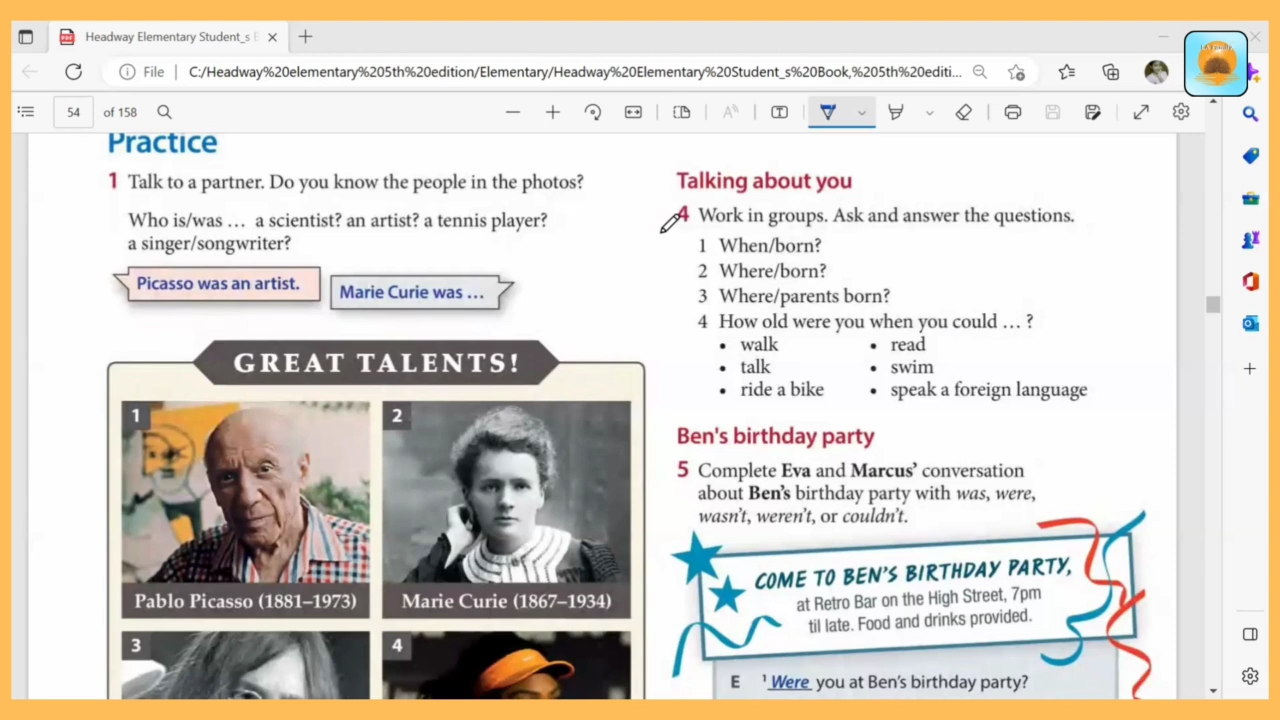 Headway Elementary Student_s E
File
C:/Headway%20elementary%205th%20edition/Elementary/Headway%20Elementary%20Student_s%20Book,%205th%20editi...
54 of 158
Practice
1 Talk to a partner. Do you know the people in the photos?
Who is/was … a scientist? an artist? a tennis player?
a singer/songwriter?
Picasso was an artist.
Marie Curie was …
GREAT TALENTS!
1
2
Pablo Picasso (1881–1973)
Marie Curie (1867–1934)
3
4
Talking about you
4 Work in groups. Ask and answer the questions.
1 When/born?
2 Where/born?
3 Where/parents born?
4 How old were you when you could … ?
• walk
• talk
• ride a bike
• read
• swim
• speak a foreign language
Ben's birthday party
5 Complete Eva and Marcus’ conversation
about Ben’s birthday party with was, were,
wasn’t, weren’t, or couldn’t.
COME TO BEN’S BIRTHDAY PARTY,
at Retro Bar on the High Street, 7pm
til late. Food and drinks provided.
E 1 Were you at Ben’s birthday party?